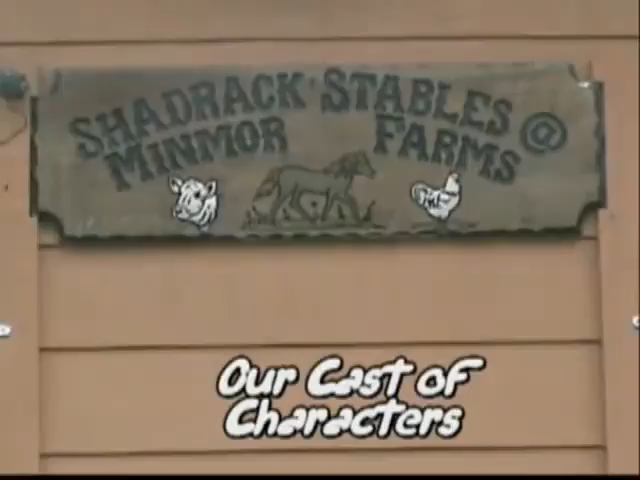 SHADRACK STABLES @
MINMOR FARMS
Our Cast of
Characters